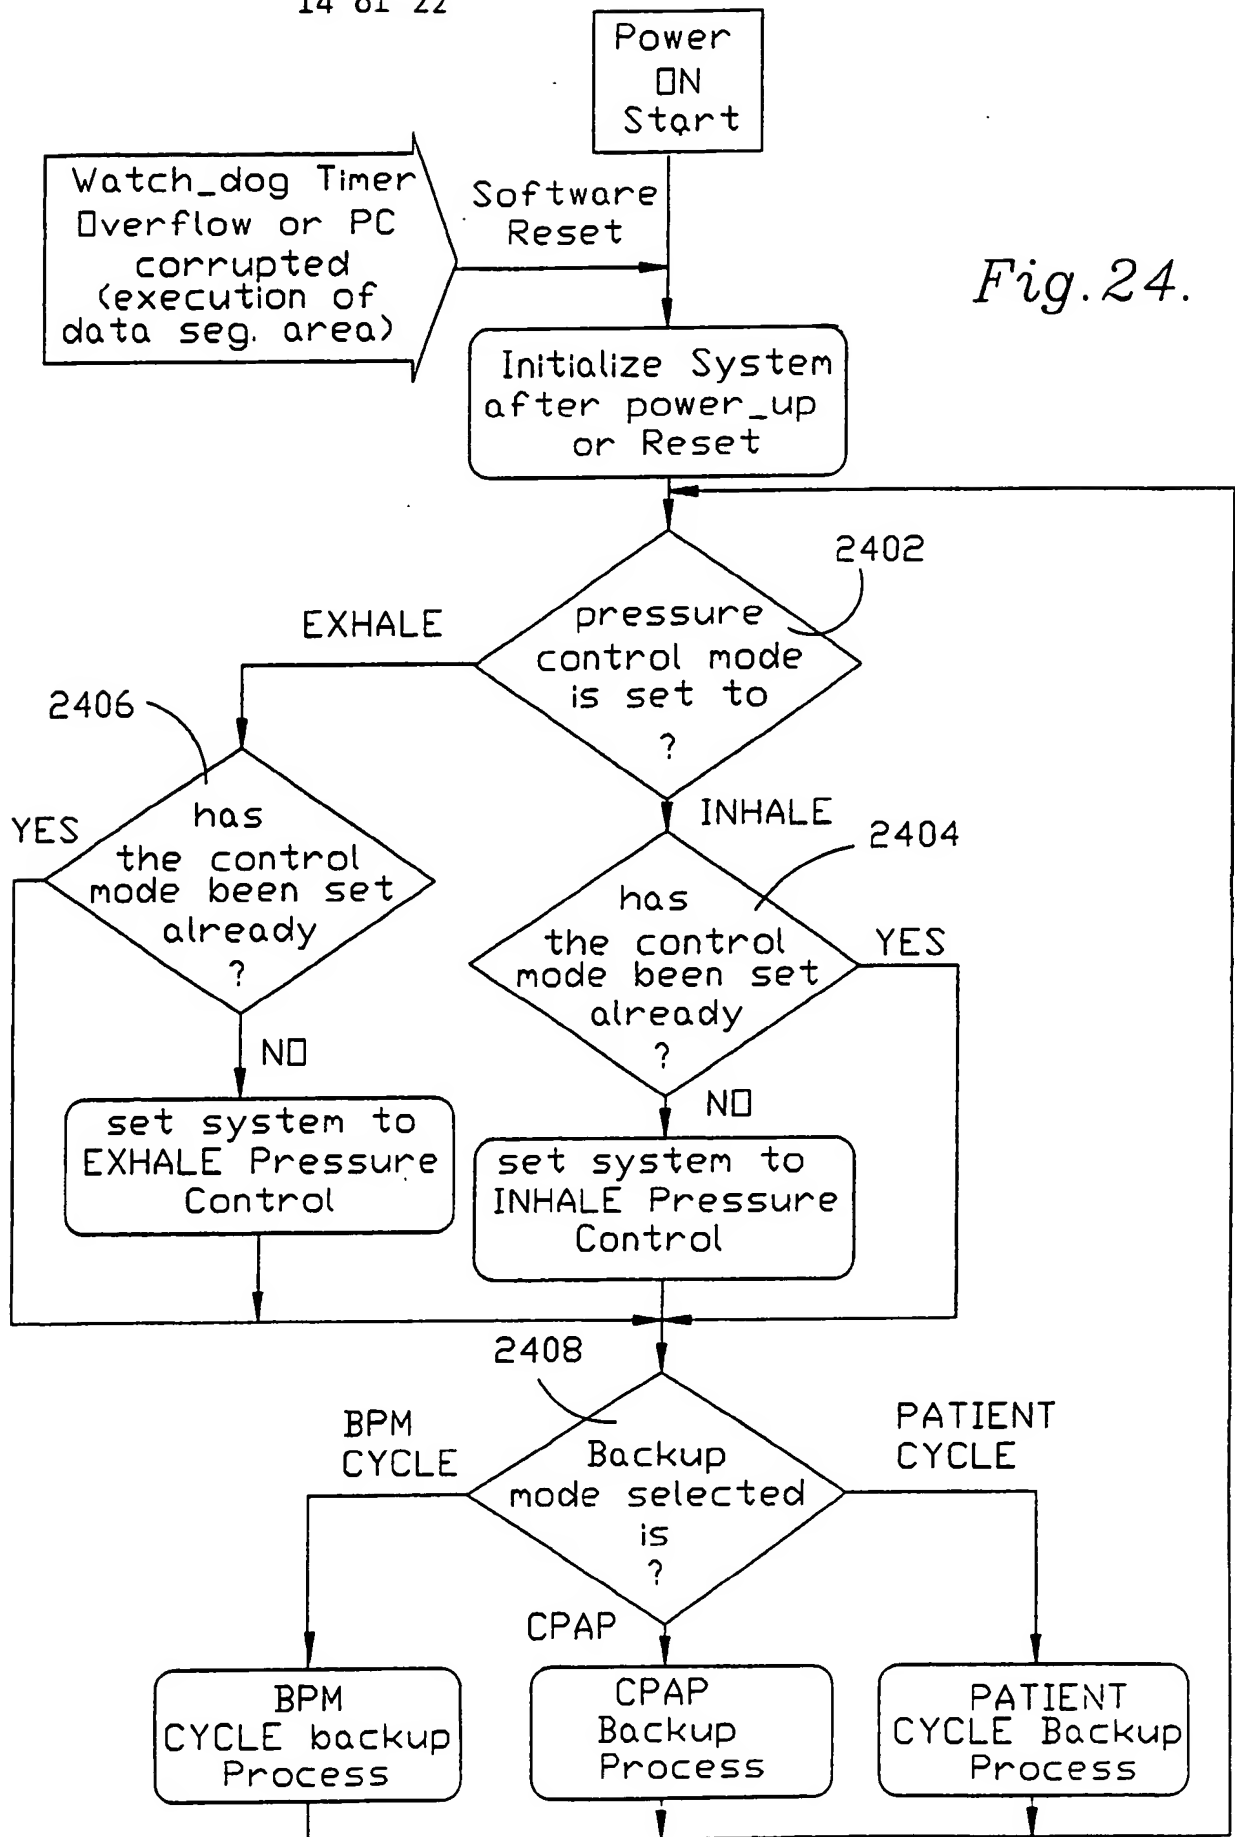 14 of 22
Power
ON
Start
Watch_dog Timer
Overflow or PC
corrupted
(execution of
data seg. area)
Software
Reset
Fig.24.
Initialize System
after power_up
or Reset
2402
EXHALE
pressure
control mode
is set to
?
2406
INHALE
2404
YES
has
the control
mode been set
already
?
has
the control
mode been set
already
?
YES
NO
NO
set system to
EXHALE Pressure
Control
set system to
INHALE Pressure
Control
2408
BPM
CYCLE
PATIENT
CYCLE
Backup
mode selected
is
?
CPAP
BPM
CYCLE backup
Process
CPAP
Backup
Process
PATIENT
CYCLE Backup
Process